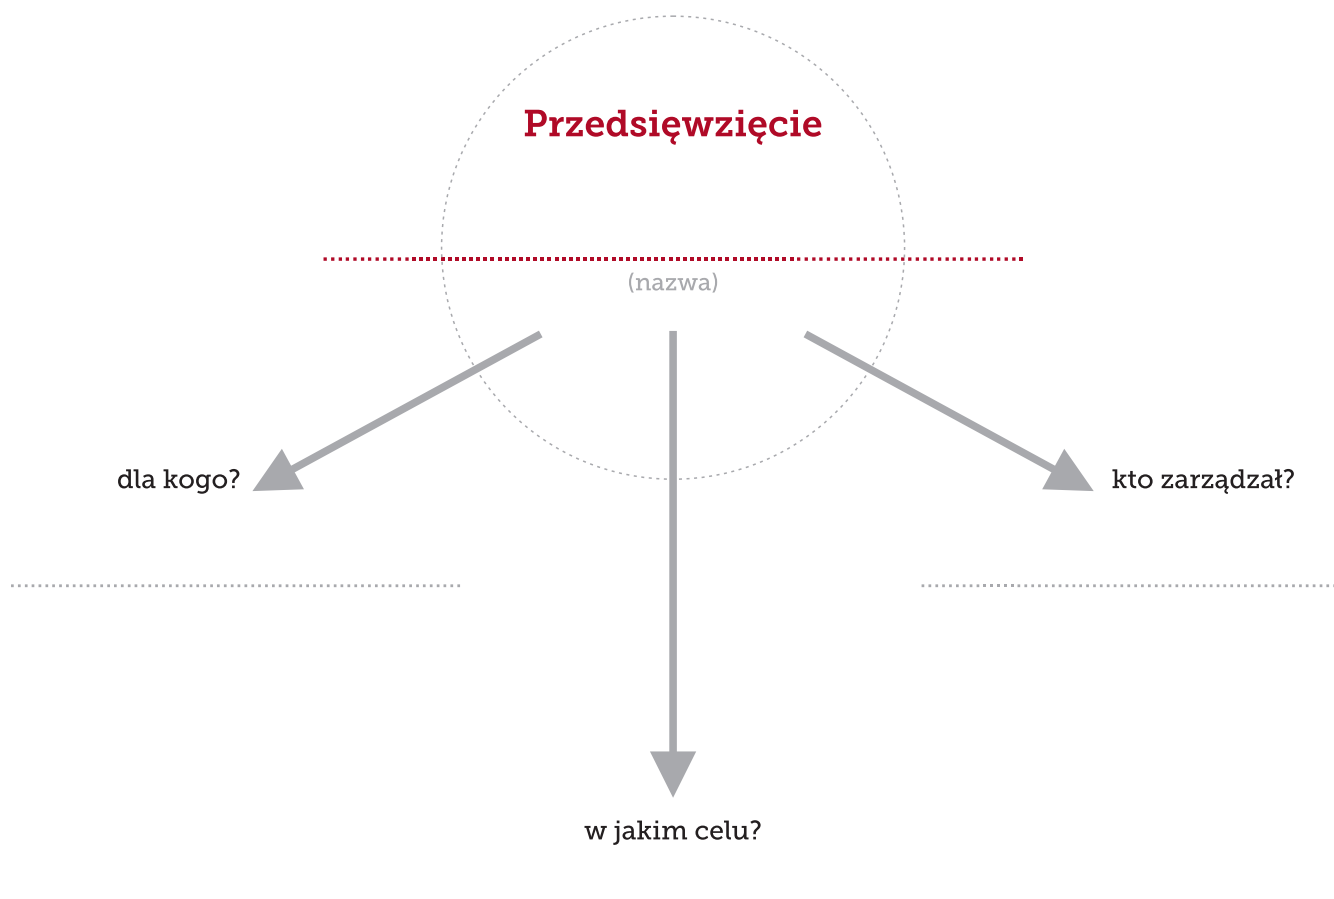 Przedsięwzięcie
(nazwa)
dla kogo?
kto zarządzał?
w jakim celu?